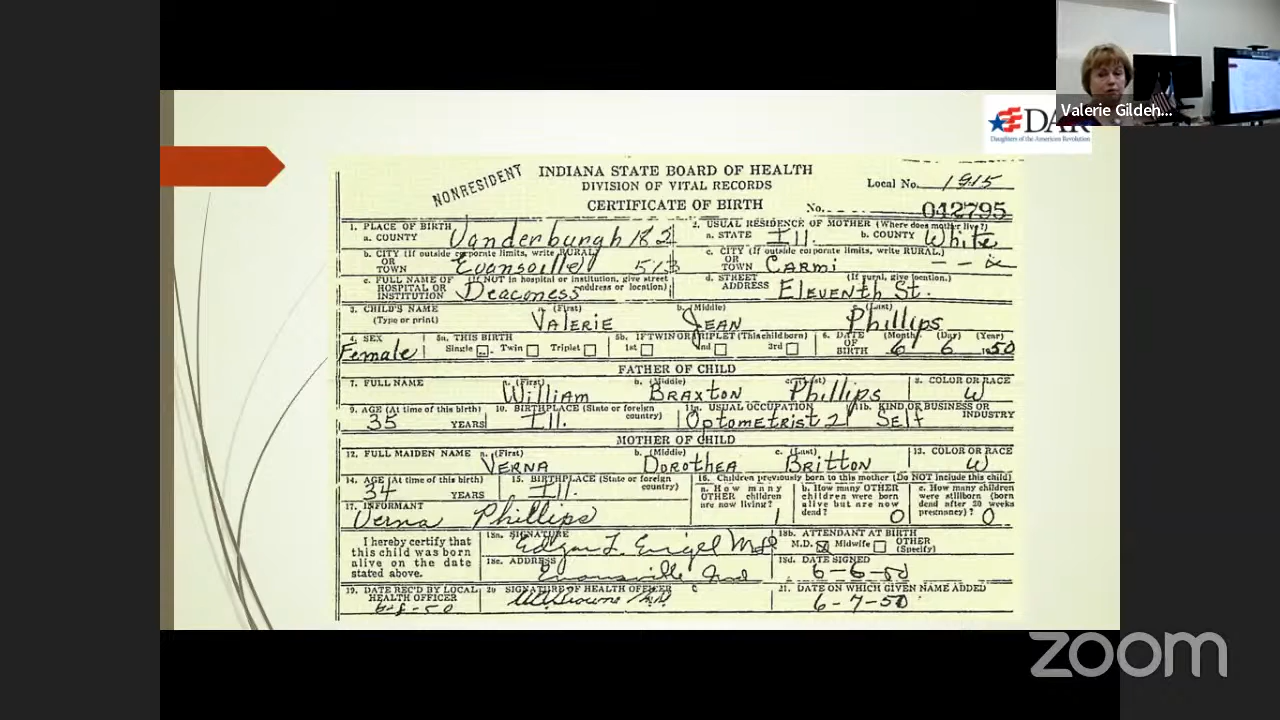 Valerie Gildeh...
DAR
Daughters of the American Revolution
NONRESIDENT
INDIANA STATE BOARD OF HEALTH
DIVISION OF VITAL RECORDS
CERTIFICATE OF BIRTH
Local No. 1915
No. 042795
1. PLACE OF BIRTH
a. COUNTY Vanderburgh 182
2. USUAL RESIDENCE OF MOTHER (Where does mother live?)
a. STATE Ill. b. COUNTY White
b. CITY (If outside corporate limits, write RURAL)
OR
TOWN Evansville
c. CITY (If outside corporate limits, write RURAL)
OR
TOWN CARMI
c. FULL NAME OF (If NOT in hospital or institution, give street
HOSPITAL OR address or location)
INSTITUTION Deaconess
d. STREET (If rural, give location.)
ADDRESS ELEVENTH St.
3. CHILD'S NAME a. (First) b. (Middle) c. (Last)
(Type or print) VALERIE JEAN Phillips
4. SEX
Female
5a. THIS BIRTH
Single Twin Triplet
5b. IF TWIN OR TRIPLET (This child born)
1st 2nd 3rd
6. DATE (Month) (Day) (Year)
OF
BIRTH 6 6 1950
FATHER OF CHILD
7. FULL NAME a. (First) b. (Middle) c. (Last)
William BRAXTON Phillips
8. COLOR OR RACE
W
9. AGE (At time of this birth)
35 YEARS
10. BIRTHPLACE (State or foreign
country)
Ill.
11a. USUAL OCCUPATION
Optometrist
11b. KIND OF BUSINESS OR
INDUSTRY
Self
MOTHER OF CHILD
12. FULL MAIDEN NAME a. (First) b. (Middle) c. (Last)
VERNA DOROTHEA BRITTON
13. COLOR OR RACE
W
14. AGE (At time of this birth)
34 YEARS
15. BIRTHPLACE (State or foreign
country)
Ill.
16. Children previously born to this mother (Do NOT include this child)
a. How many
OTHER children
are now living?
1
b. How many OTHER
children were born
alive but are now
dead?
0
c. How many children
were stillborn (born
dead after 20 weeks
pregnancy)?
0
17. INFORMANT
Verna Phillips
I hereby certify that
this child was born
alive on the date
stated above.
18a. SIGNATURE
Edgar L. Engel M.D.
18b. ATTENDANT AT BIRTH
M.D. Midwife OTHER
(Specify)
18c. ADDRESS
Evansville Ind
18d. DATE SIGNED
6-6-50
19. DATE REC'D BY LOCAL
HEALTH OFFICER
6-8-50
20 SIGNATURE OF HEALTH OFFICER
21. DATE ON WHICH GIVEN NAME ADDED
6-7-50
zoom